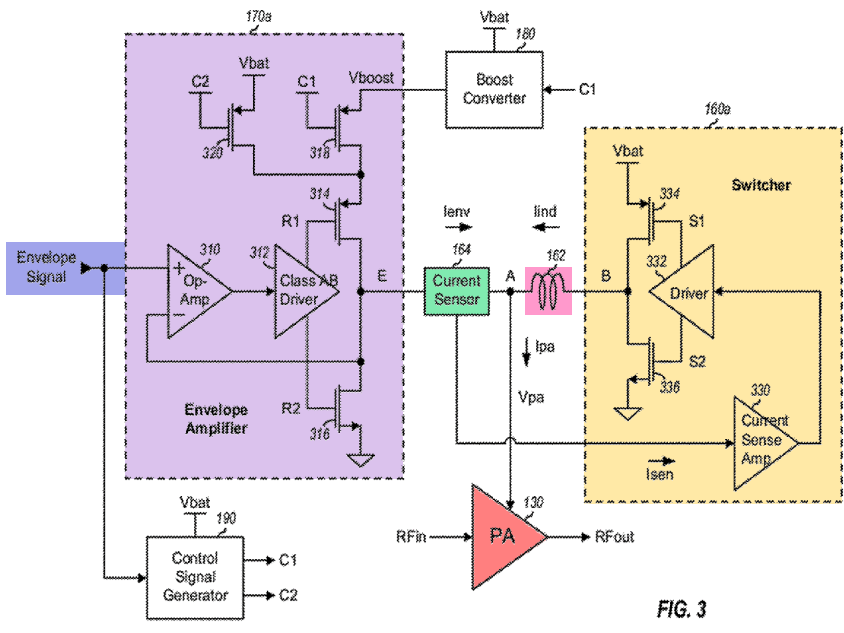 170a
Vbat
180
Vbat
C2
C1
Vboost
Boost
Converter
C1
160a
320
318
Vbat
Switcher
314
334
R1
Ienv
Iind
S1
Envelope
Signal
310
312
164
162
332
+
Op-
Amp
−
Class AB
Driver
E
Current
Sensor
A
B
Driver
Ipa
S2
Vpa
336
Envelope
Amplifier
R2
316
330
Current
Sense
Amp
Isen
Vbat
190
130
Control
Signal
Generator
C1
C2
RFin
PA
RFout
FIG. 3